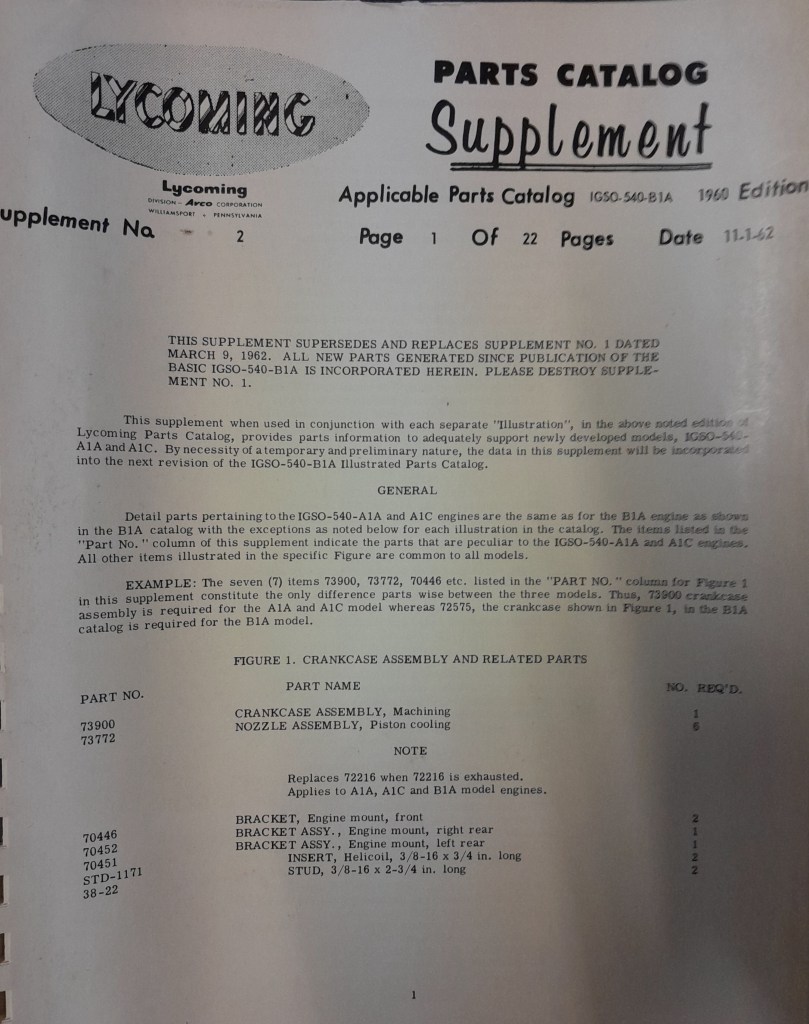 LYCOMING
PARTS CATALOG
Supplement
Lycoming
DIVISION - Avco CORPORATION
WILLIAMSPORT - PENNSYLVANIA
Applicable Parts Catalog IGSO-540-B1A 1960 Edition
upplement No. - 2
Page 1 Of 22 Pages Date 11-1-62
THIS SUPPLEMENT SUPERSEDES AND REPLACES SUPPLEMENT NO. 1 DATED
MARCH 9, 1962. ALL NEW PARTS GENERATED SINCE PUBLICATION OF THE
BASIC IGSO-540-B1A IS INCORPORATED HEREIN. PLEASE DESTROY SUPPLE-
MENT NO. 1.
This supplement when used in conjunction with each separate "Illustration", in the above noted edition of
Lycoming Parts Catalog, provides parts information to adequately support newly developed models, IGSO-540-
A1A and A1C. By necessity of a temporary and preliminary nature, the data in this supplement will be incorporated
into the next revision of the IGSO-540-B1A Illustrated Parts Catalog.
GENERAL
Detail parts pertaining to the IGSO-540-A1A and A1C engines are the same as for the B1A engine as shown
in the B1A catalog with the exceptions as noted below for each illustration in the catalog. The items listed in the
"Part No." column of this supplement indicate the parts that are peculiar to the IGSO-540-A1A and A1C engines.
All other items illustrated in the specific Figure are common to all models.
EXAMPLE: The seven (7) items 73900, 73772, 70446 etc. listed in the "PART NO." column for Figure 1
in this supplement constitute the only difference parts wise between the three models. Thus, 73900 crankcase
assembly is required for the A1A and A1C model whereas 72575, the crankcase shown in Figure 1, in the B1A
catalog is required for the B1A model.
FIGURE 1. CRANKCASE ASSEMBLY AND RELATED PARTS
PART NO. PART NAME NO. REQ'D.
73900 CRANKCASE ASSEMBLY, Machining 1
73772 NOZZLE ASSEMBLY, Piston cooling 6
NOTE
Replaces 72216 when 72216 is exhausted.
Applies to A1A, A1C and B1A model engines.
70446 BRACKET, Engine mount, front 2
70452 BRACKET ASSY., Engine mount, right rear 1
70451 BRACKET ASSY., Engine mount, left rear 1
STD-1171 INSERT, Helicoil, 3/8-16 x 3/4 in. long 2
38-22 STUD, 3/8-16 x 2-3/4 in. long 2
1